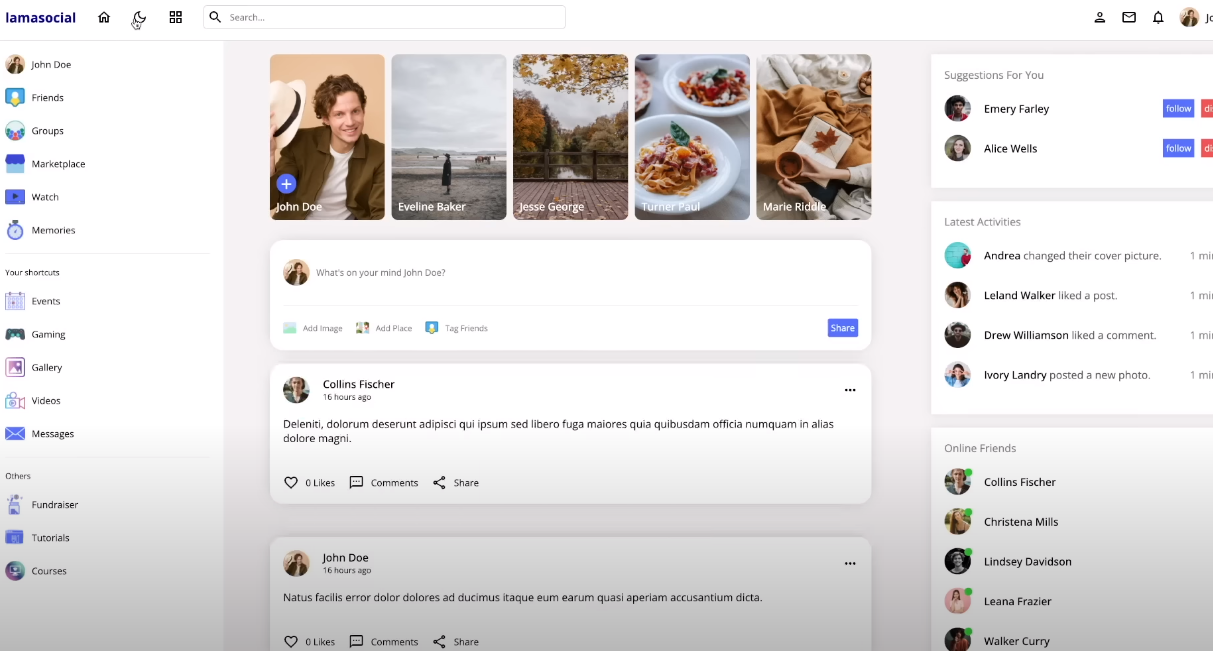 lamasocial
Search...
Jo
John Doe
Friends
Groups
Marketplace
Watch
Memories
Your shortcuts
Events
Gaming
Gallery
Videos
Messages
Others
Fundraiser
Tutorials
Courses
John Doe
Eveline Baker
Jesse George
Turner Paul
Marie Riddle
What's on your mind John Doe?
Add Image Add Place Tag Friends Share
Collins Fischer
16 hours ago
Deleniti, dolorum deserunt adipisci qui ipsum sed libero fuga maiores quia quibusdam officia numquam in alias
dolore magni.
0 Likes Comments Share
John Doe
16 hours ago
Natus facilis error dolor dolores ad ducimus itaque eum earum quasi aperiam accusantium dicta.
0 Likes Comments Share
Suggestions For You
Emery Farley follow di
Alice Wells follow di
Latest Activities
Andrea changed their cover picture. 1 mi
Leland Walker liked a post. 1 mi
Drew Williamson liked a comment. 1 mi
Ivory Landry posted a new photo. 1 mi
Online Friends
Collins Fischer
Christena Mills
Lindsey Davidson
Leana Frazier
Walker Curry